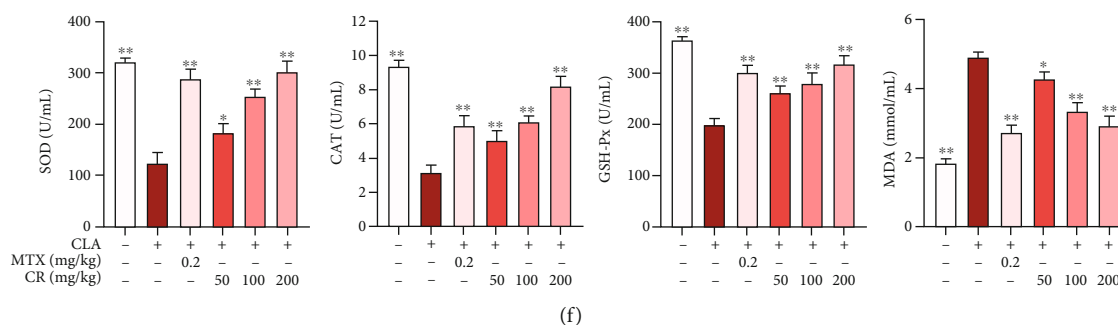 400
300
200
100
0
SOD (U/mL)
** ** * ** **
12
10
8
6
4
2
0
CAT (U/mL)
** ** ** ** **
400
300
200
100
0
GSH-Px (U/mL)
** ** ** ** **
6
4
2
0
MDA (mmol/mL)
** ** * ** **
CLA – + + + + + – + + + + + – + + + + + – + + + + +
MTX (mg/kg) – – 0.2 – – – – – 0.2 – – – – – 0.2 – – – – – 0.2 – – –
CR (mg/kg) – – – 50 100 200 – – – 50 100 200 – – – 50 100 200 – – – 50 100 200
(f)